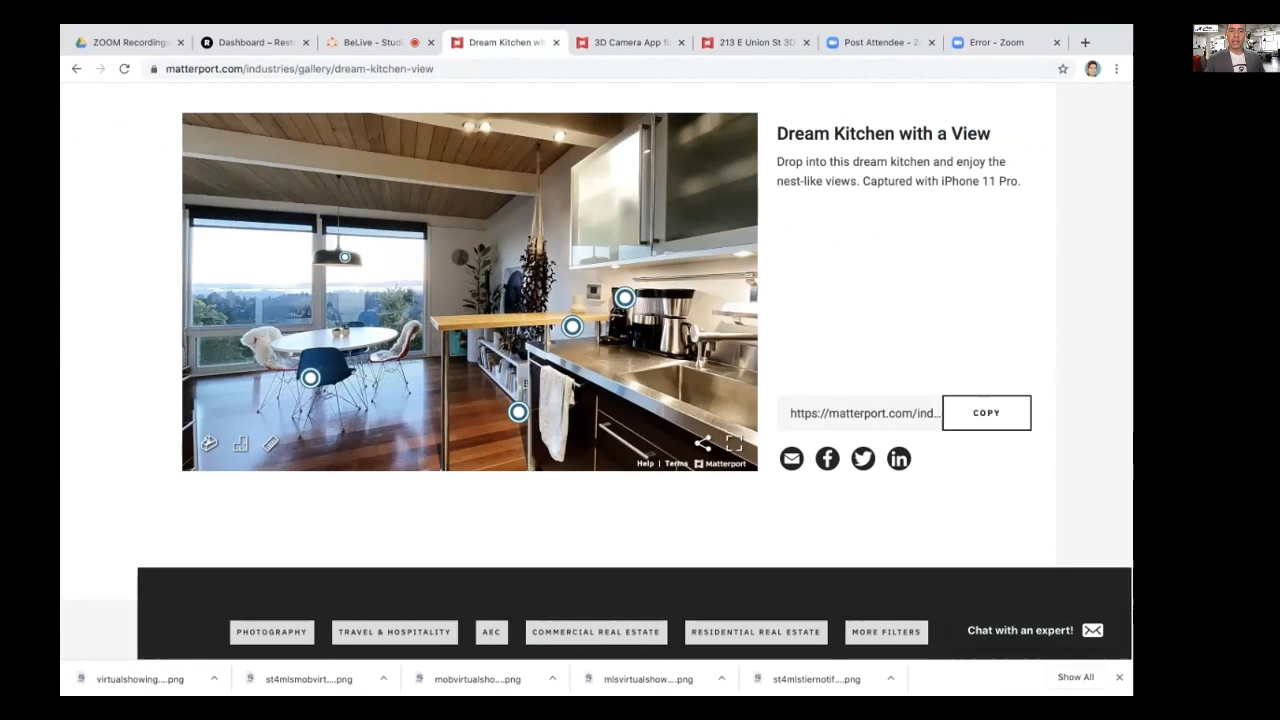 ZOOM Recordings
Dashboard – Rest
BeLive - Studi
Dream Kitchen wit
3D Camera App fo
213 E Union St 3D
Post Attendee - Z
Error - Zoom
matterport.com/industries/gallery/dream-kitchen-view
Dream Kitchen with a View
Drop into this dream kitchen and enjoy the
nest-like views. Captured with iPhone 11 Pro.
https://matterport.com/ind... COPY
Help | Terms Matterport
PHOTOGRAPHY TRAVEL & HOSPITALITY AEC COMMERCIAL REAL ESTATE RESIDENTIAL REAL ESTATE MORE FILTERS
Chat with an expert!
virtualshowing....png
st4mlsmobvirt....png
mobvirtualsho....png
mlsvirtualshow....png
st4mlstiernotif....png
Show All